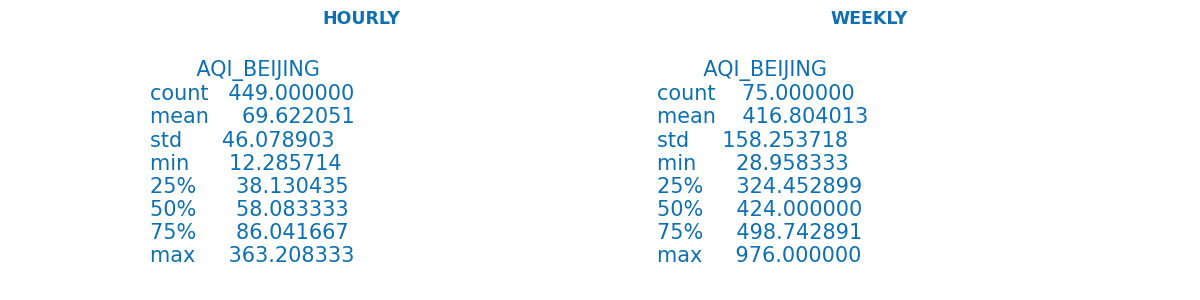 HOURLY
AQI_BEIJING
count 449.000000
mean 69.622051
std 46.078903
min 12.285714
25% 38.130435
50% 58.083333
75% 86.041667
max 363.208333
WEEKLY
AQI_BEIJING
count 75.000000
mean 416.804013
std 158.253718
min 28.958333
25% 324.452899
50% 424.000000
75% 498.742891
max 976.000000